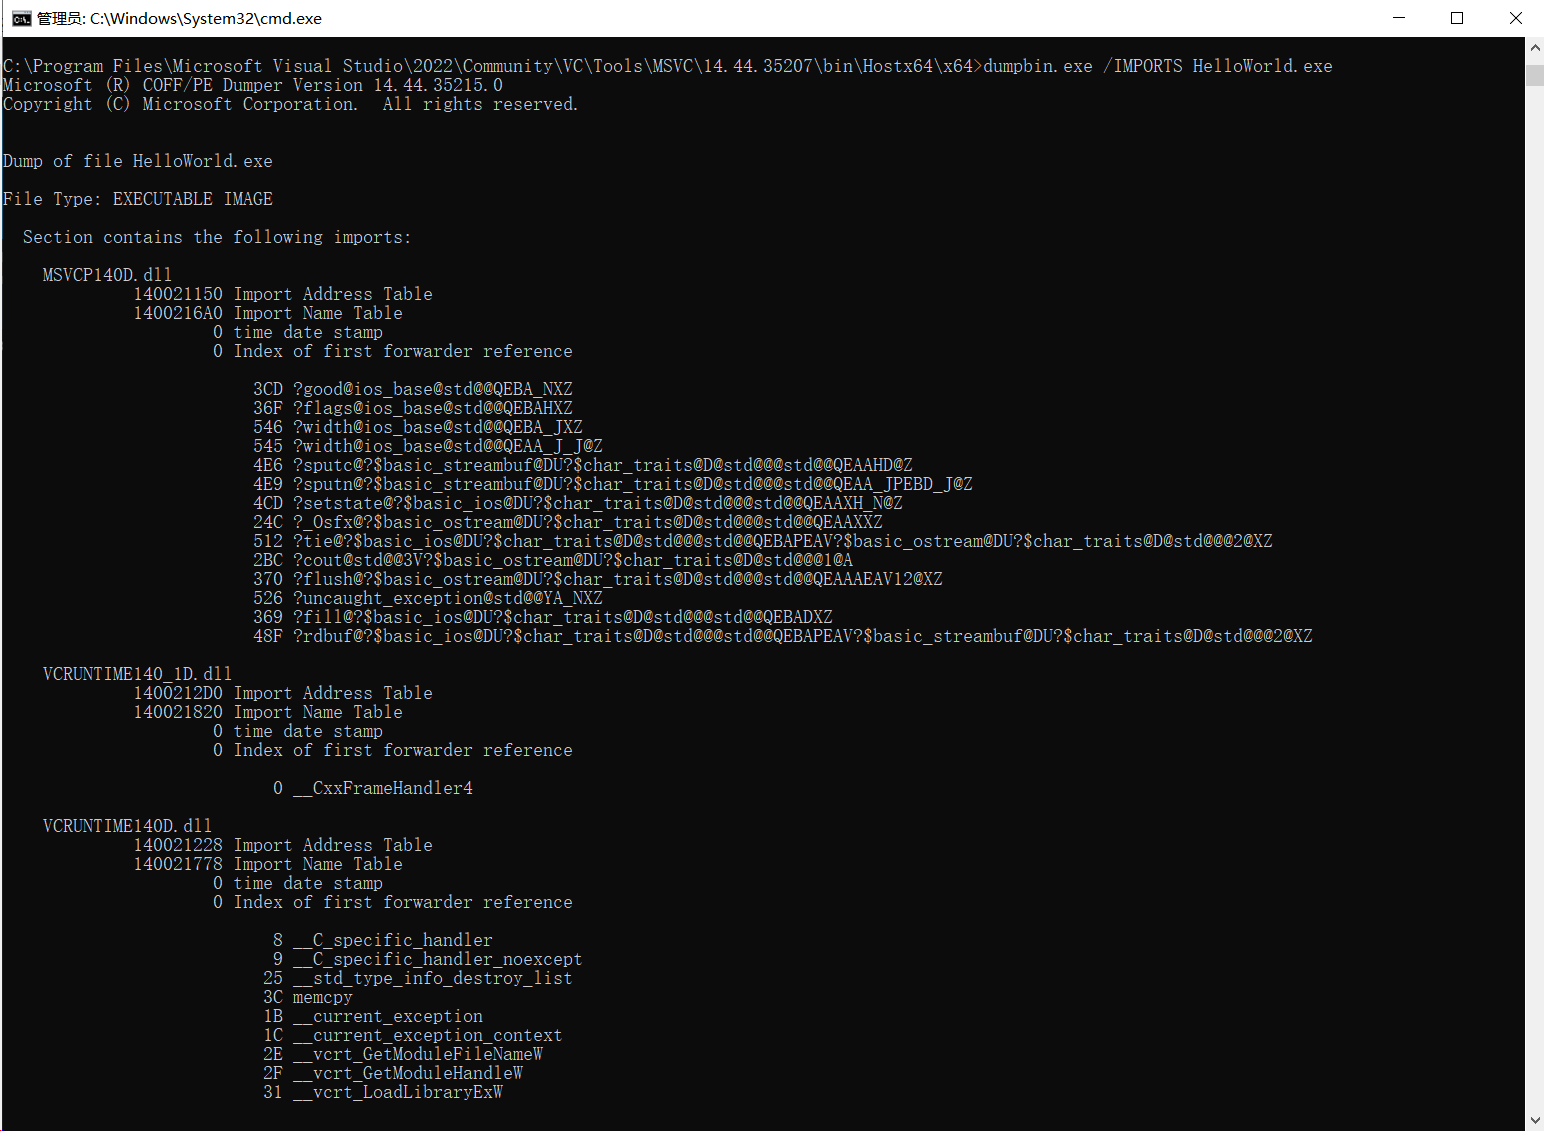 管理员: C:\Windows\System32\cmd.exe
C:\Program Files\Microsoft Visual Studio\2022\Community\VC\Tools\MSVC\14.44.35207\bin\Hostx64\x64>dumpbin.exe /IMPORTS HelloWorld.exe
Microsoft (R) COFF/PE Dumper Version 14.44.35215.0
Copyright (C) Microsoft Corporation.  All rights reserved.
Dump of file HelloWorld.exe
File Type: EXECUTABLE IMAGE
Section contains the following imports:
MSVCP140D.dll
140021150 Import Address Table
1400216A0 Import Name Table
0 time date stamp
0 Index of first forwarder reference
3CD ?good@ios_base@std@@QEBA_NXZ
36F ?flags@ios_base@std@@QEBAHXZ
546 ?width@ios_base@std@@QEBA_JXZ
545 ?width@ios_base@std@@QEAA_J_J@Z
4E6 ?sputc@?$basic_streambuf@DU?$char_traits@D@std@@@std@@QEAAHD@Z
4E9 ?sputn@?$basic_streambuf@DU?$char_traits@D@std@@@std@@QEAA_JPEBD_J@Z
4CD ?setstate@?$basic_ios@DU?$char_traits@D@std@@@std@@QEAAXH_N@Z
24C ?_Osfx@?$basic_ostream@DU?$char_traits@D@std@@@std@@QEAAXXZ
512 ?tie@?$basic_ios@DU?$char_traits@D@std@@@std@@QEBAPEAV?$basic_ostream@DU?$char_traits@D@std@@@2@XZ
2BC ?cout@std@@3V?$basic_ostream@DU?$char_traits@D@std@@@1@A
370 ?flush@?$basic_ostream@DU?$char_traits@D@std@@@std@@QEAAAEAV12@XZ
526 ?uncaught_exception@std@@YA_NXZ
369 ?fill@?$basic_ios@DU?$char_traits@D@std@@@std@@QEBADXZ
48F ?rdbuf@?$basic_ios@DU?$char_traits@D@std@@@std@@QEBAPEAV?$basic_streambuf@DU?$char_traits@D@std@@@2@XZ
VCRUNTIME140_1D.dll
1400212D0 Import Address Table
140021820 Import Name Table
0 time date stamp
0 Index of first forwarder reference
0 __CxxFrameHandler4
VCRUNTIME140D.dll
140021228 Import Address Table
140021778 Import Name Table
0 time date stamp
0 Index of first forwarder reference
8 __C_specific_handler
9 __C_specific_handler_noexcept
25 __std_type_info_destroy_list
3C memcpy
1B __current_exception
1C __current_exception_context
2E __vcrt_GetModuleFileNameW
2F __vcrt_GetModuleHandleW
31 __vcrt_LoadLibraryExW